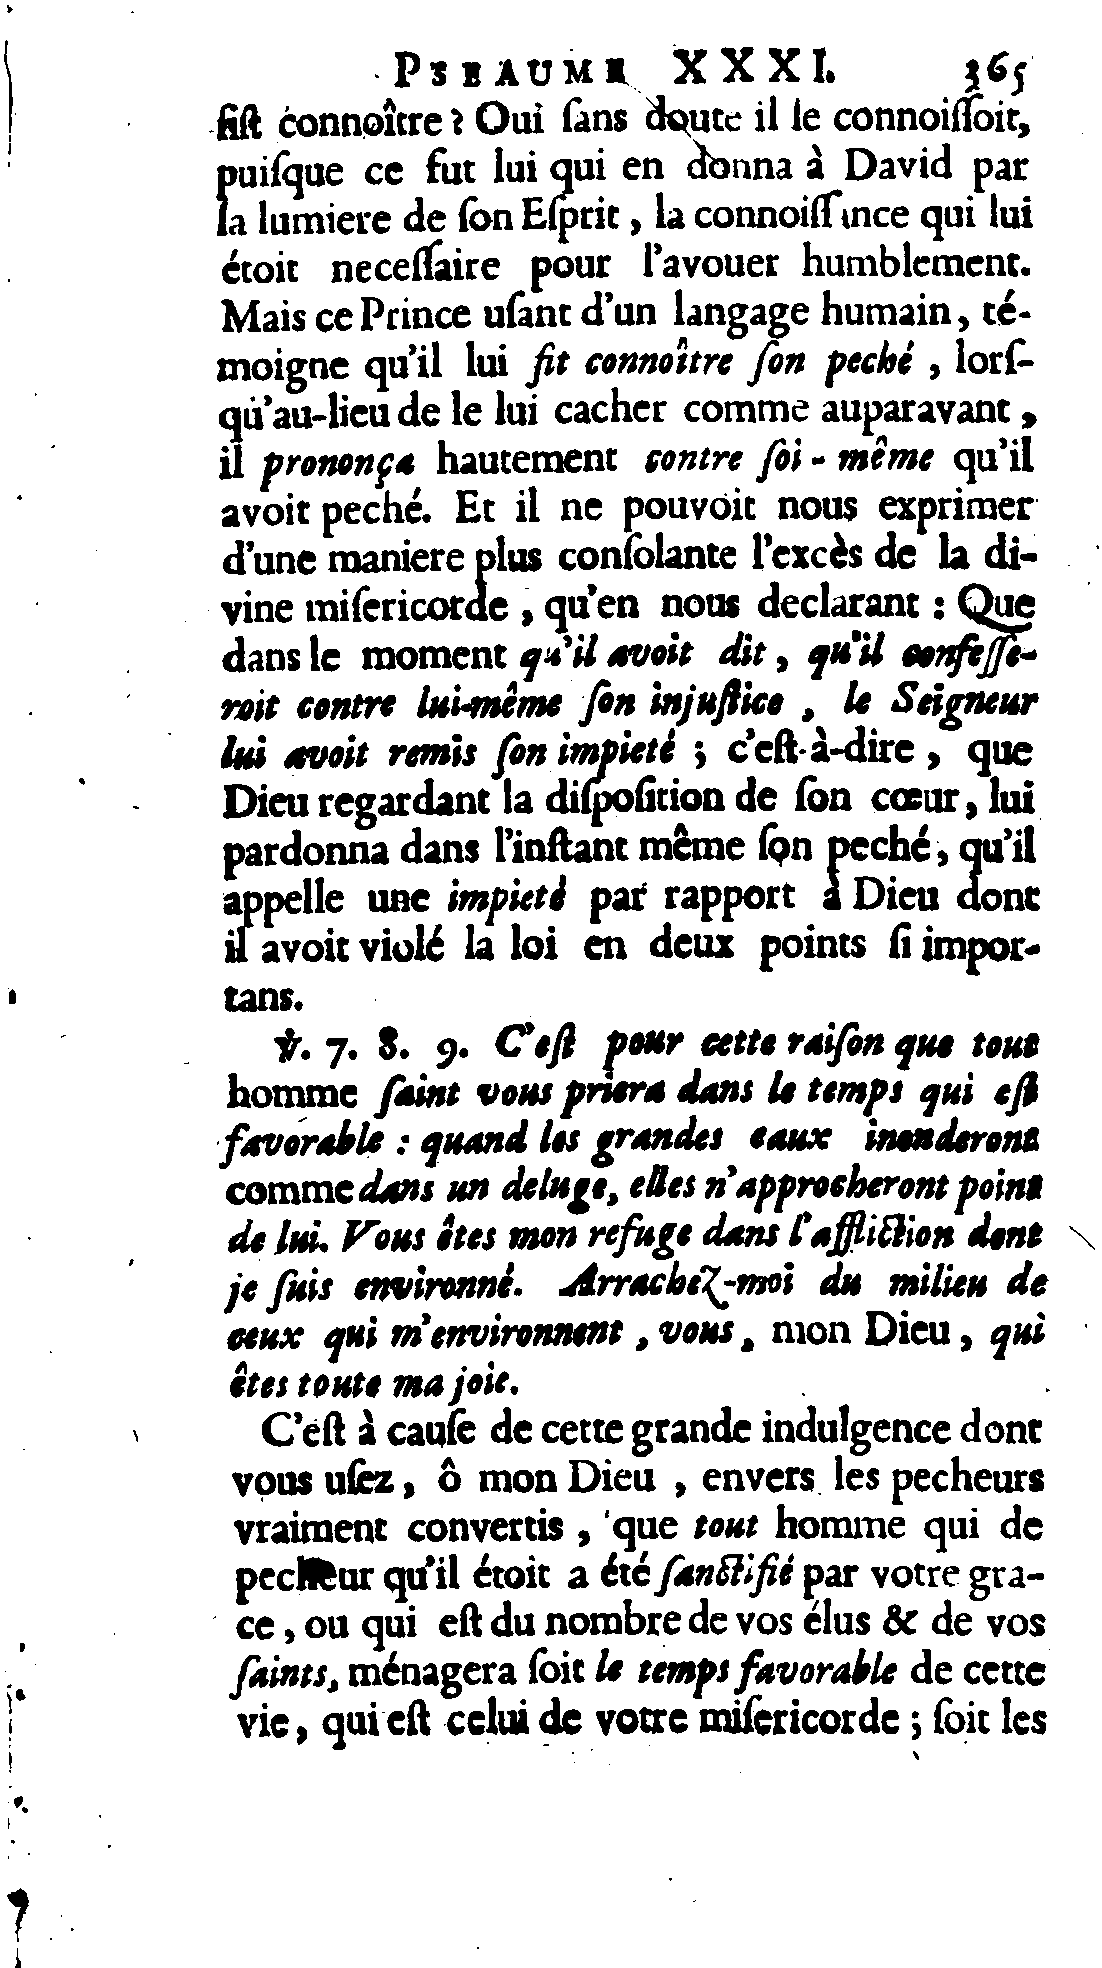 PSEAUME XXXI. 365
fiſt connoître? Oui ſans doute il le connoiſſoit,
puiſque ce fut lui qui en donna à David par
la lumiere de ſon Eſprit, la connoiſſance qui lui
étoit neceſſaire pour l'avouer humblement.
Mais ce Prince uſant d'un langage humain, té-
moigne qu'il lui fit connoître ſon peché, lorſ-
qu'au-lieu de le lui cacher comme auparavant,
il prononça hautement contre ſoi-même qu'il
avoit peché. Et il ne pouvoit nous exprimer
d'une maniere plus conſolante l'excès de la di-
vine miſericorde, qu'en nous declarant : Que
dans le moment qu'il avoit dit, qu'il confeſſe-
roit contre lui-même ſon injuſtice, le Seigneur
lui avoit remis ſon impieté; c'eſt-à-dire, que
Dieu regardant la diſpoſition de ſon cœur, lui
pardonna dans l'inſtant même ſon peché, qu'il
appelle une impieté par rapport à Dieu dont
il avoit violé la loi en deux points ſi impor-
tans.
℣. 7. 8. 9. C'eſt pour cette raiſon que tout
homme ſaint vous priera dans le temps qui eſt
favorable : quand les grandes eaux inonderont
comme dans un deluge, elles n'approcheront point
de lui. Vous êtes mon refuge dans l'affliction dont
je ſuis environné. Arrachez-moi du milieu de
ceux qui m'environnent, vous, mon Dieu, qui
êtes toute ma joie.
C'eſt à cauſe de cette grande indulgence dont
vous uſez, ô mon Dieu, envers les pecheurs
vraiment convertis, que tout homme qui de
pecheur qu'il étoit a été ſanctifié par votre gra-
ce, ou qui eſt du nombre de vos élus & de vos
ſaints, ménagera ſoit le temps favorable de cette
vie, qui eſt celui de votre miſericorde; ſoit les